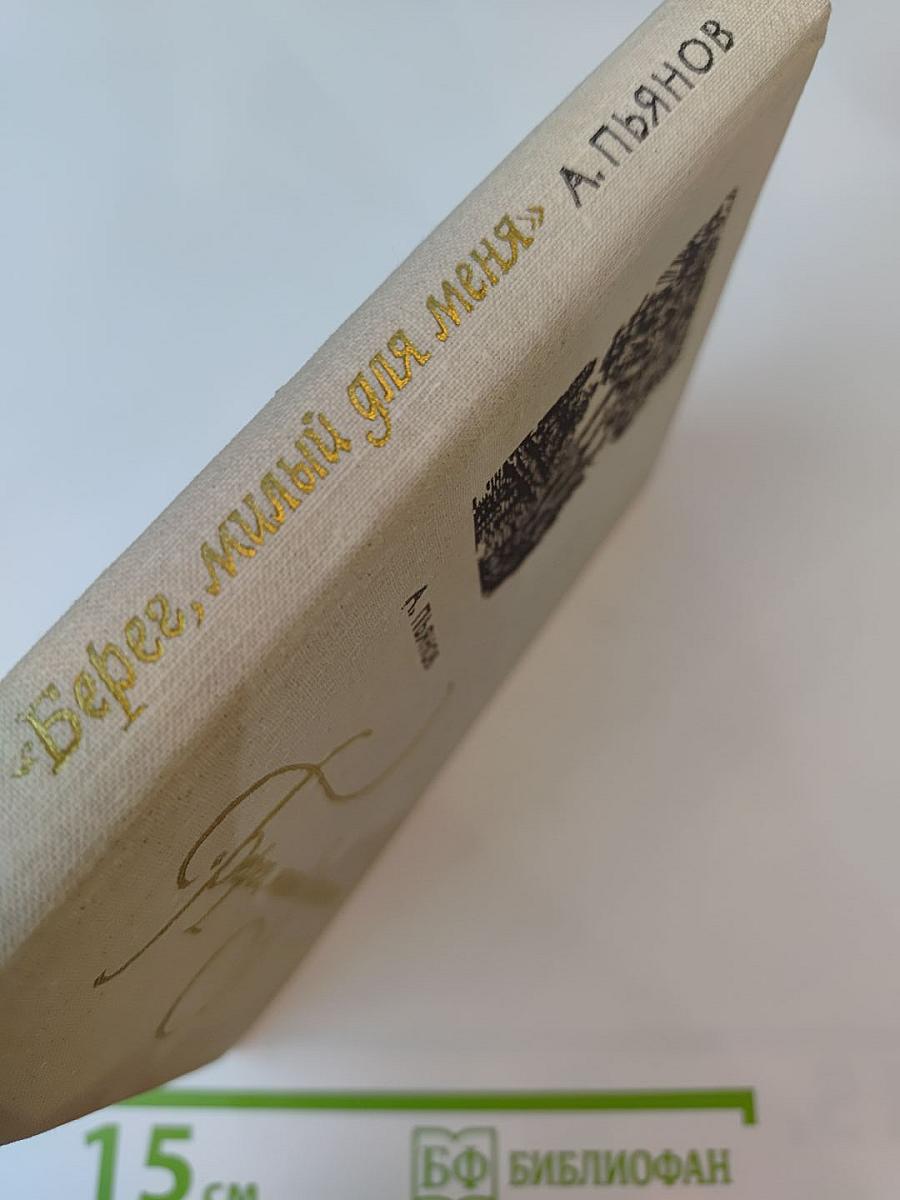 «Берег, милый для меня» А. Пьянов
А. Пьянов
15 см
БФ БИБЛИОФАН